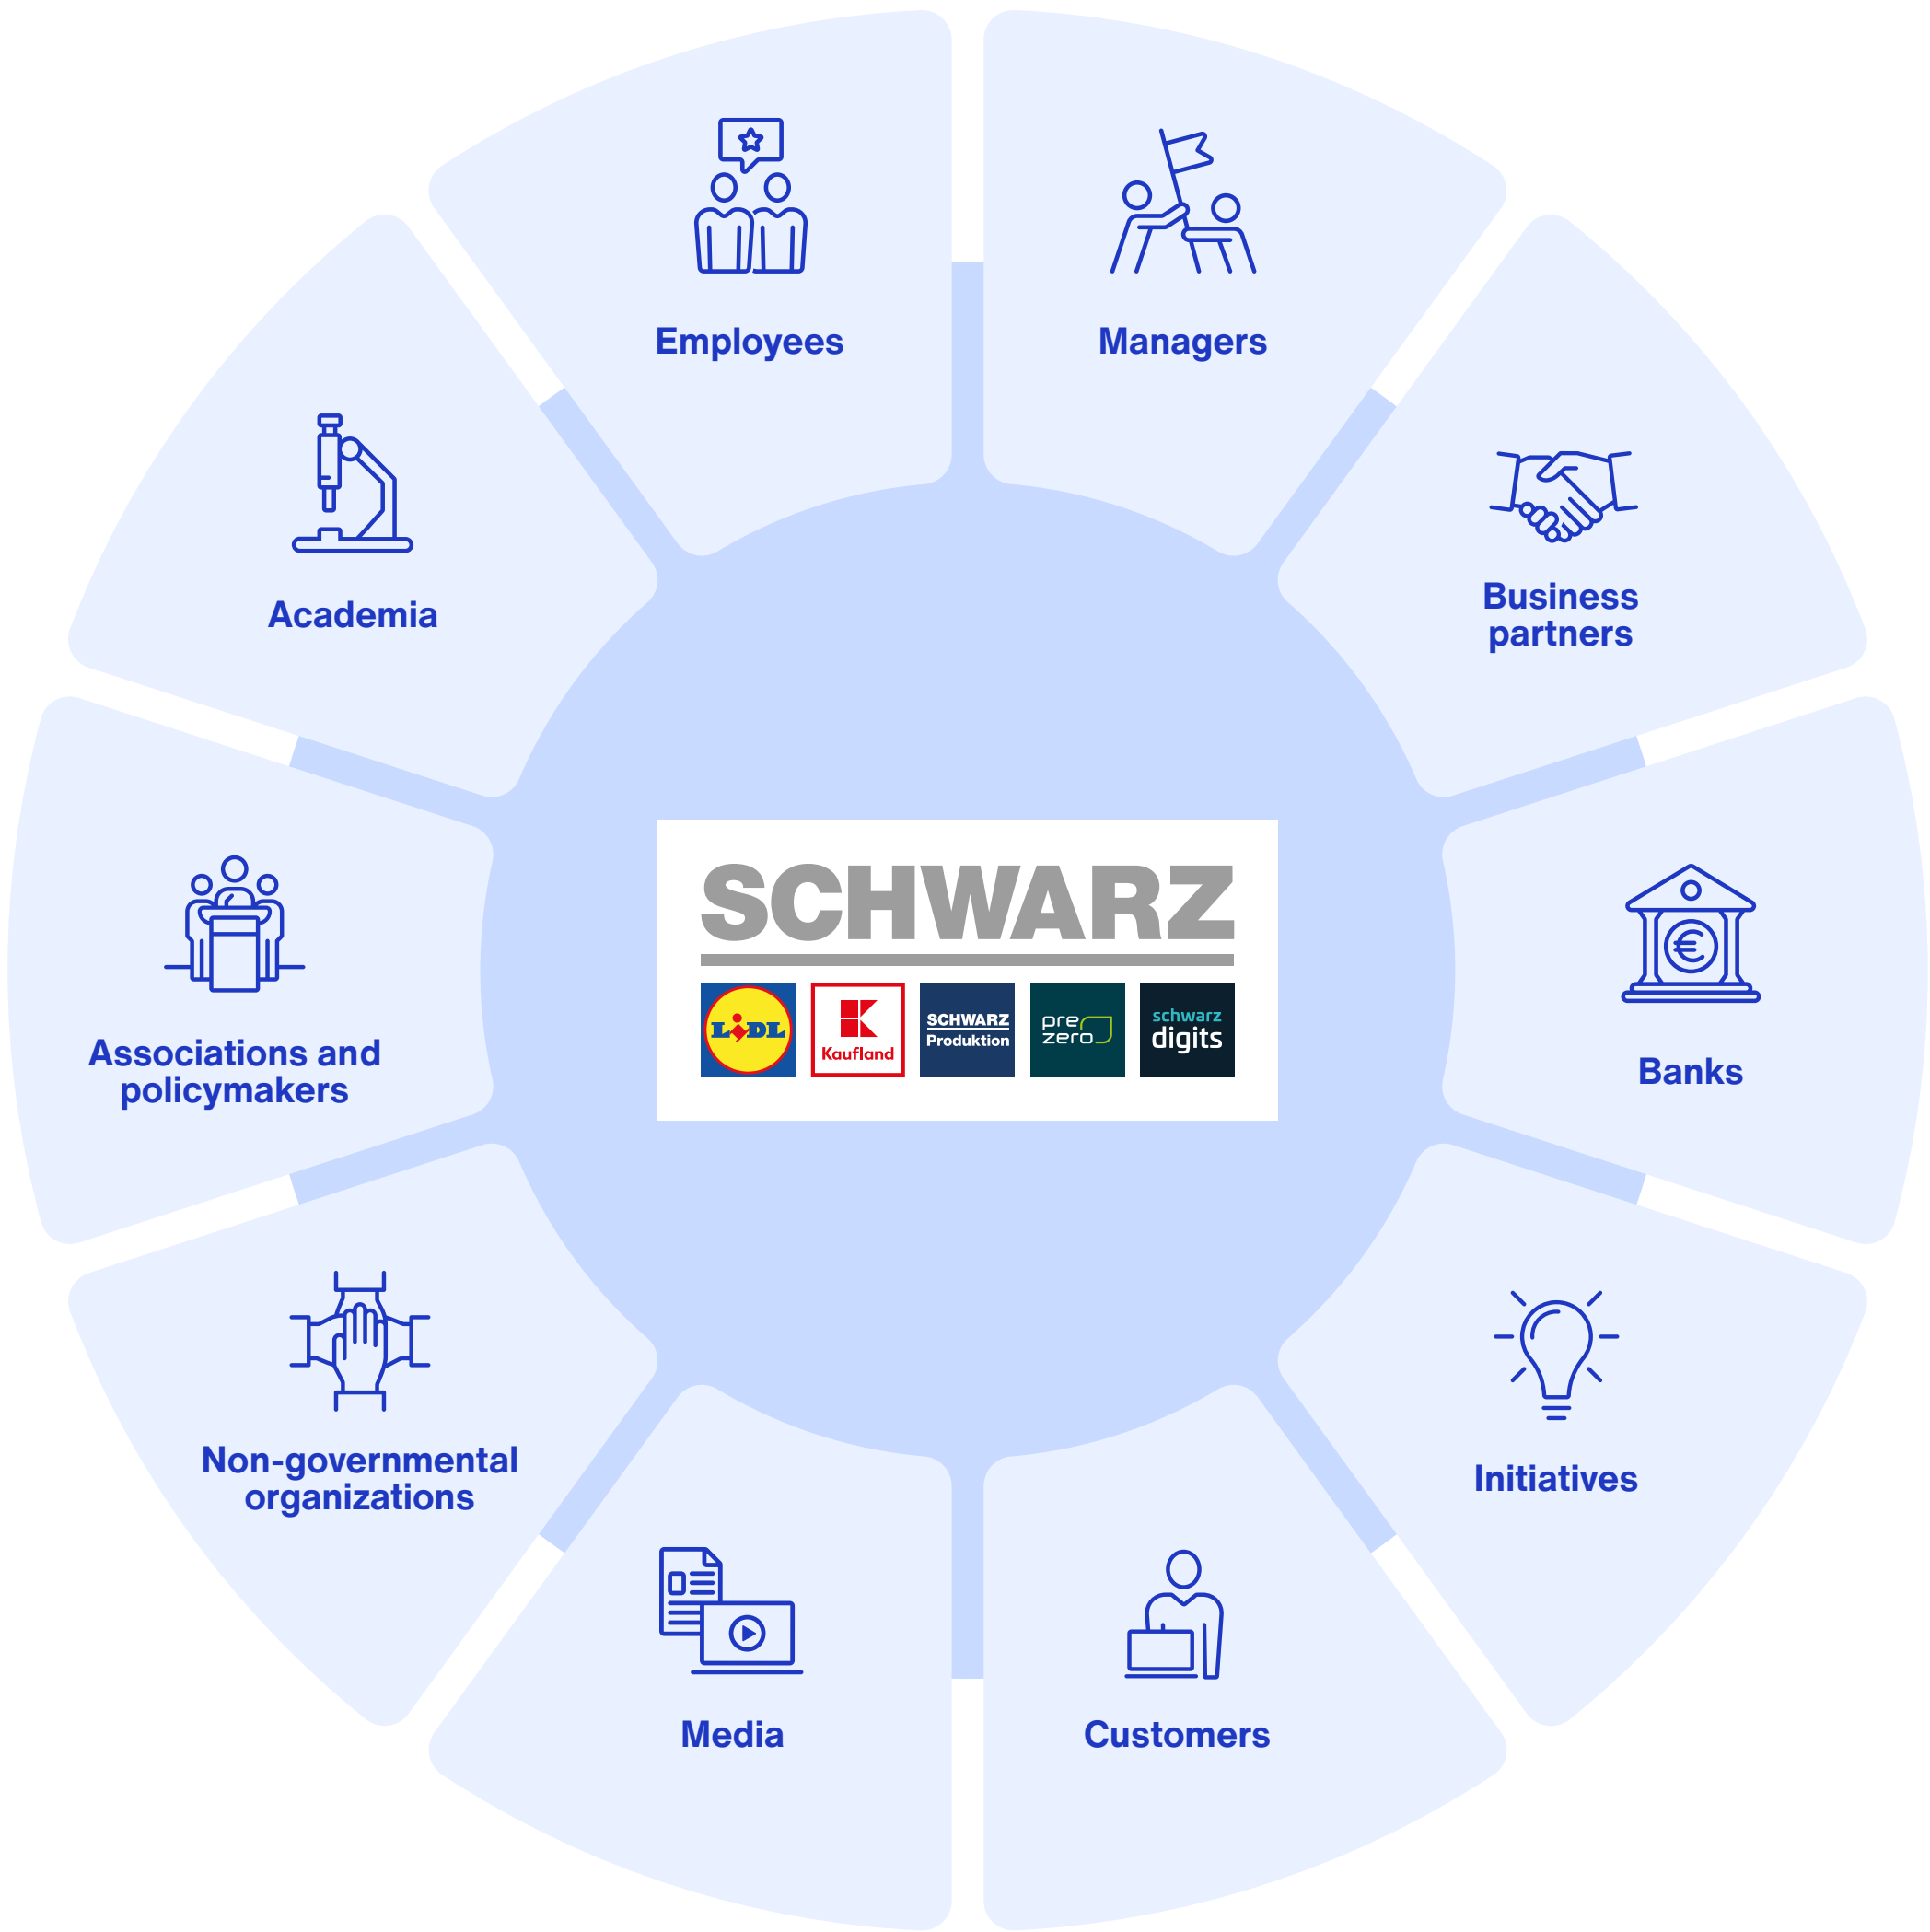 Employees
Managers
Academia
Business
partners
SCHWARZ
LIDL
Kaufland
SCHWARZ
Produktion
pre
zero
schwarz
digits
Associations and
policymakers
Banks
Non-governmental
organizations
Initiatives
Media
Customers